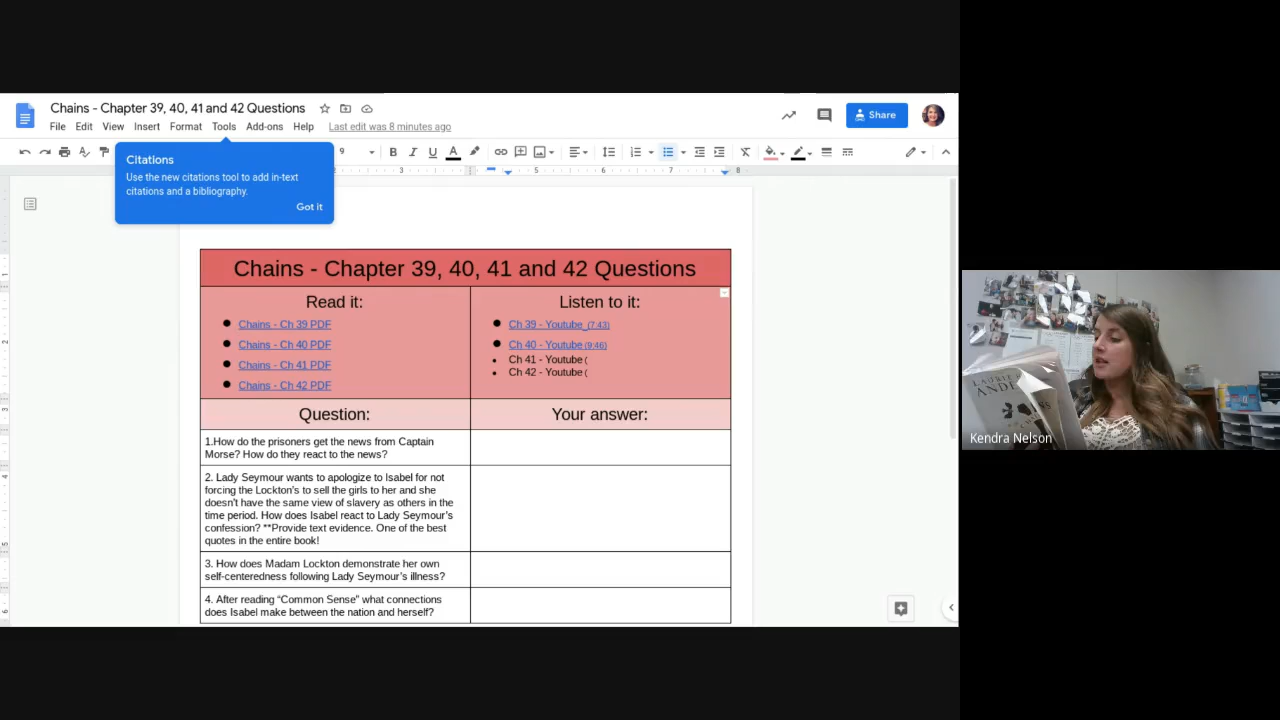 Chains - Chapter 39, 40, 41 and 42 Questions
File Edit View Insert Format Tools Add-ons Help Last edit was 8 minutes ago
Share
9
Citations
Use the new citations tool to add in-text
citations and a bibliography.
Got it
3 5 6 7 8
Chains - Chapter 39, 40, 41 and 42 Questions
Read it:
Chains - Ch 39 PDF
Chains - Ch 40 PDF
Chains - Ch 41 PDF
Chains - Ch 42 PDF
Listen to it:
Ch 39 - Youtube (7:43)
Ch 40 - Youtube (9:46)
Ch 41 - Youtube (
Ch 42 - Youtube (
Question:
Your answer:
1.How do the prisoners get the news from Captain
Morse? How do they react to the news?
2. Lady Seymour wants to apologize to Isabel for not
forcing the Lockton's to sell the girls to her and she
doesn't have the same view of slavery as others in the
time period. How does Isabel react to Lady Seymour's
confession? **Provide text evidence. One of the best
quotes in the entire book!
3. How does Madam Lockton demonstrate her own
self-centeredness following Lady Seymour's illness?
4. After reading “Common Sense” what connections
does Isabel make between the nation and herself?
Kendra Nelson